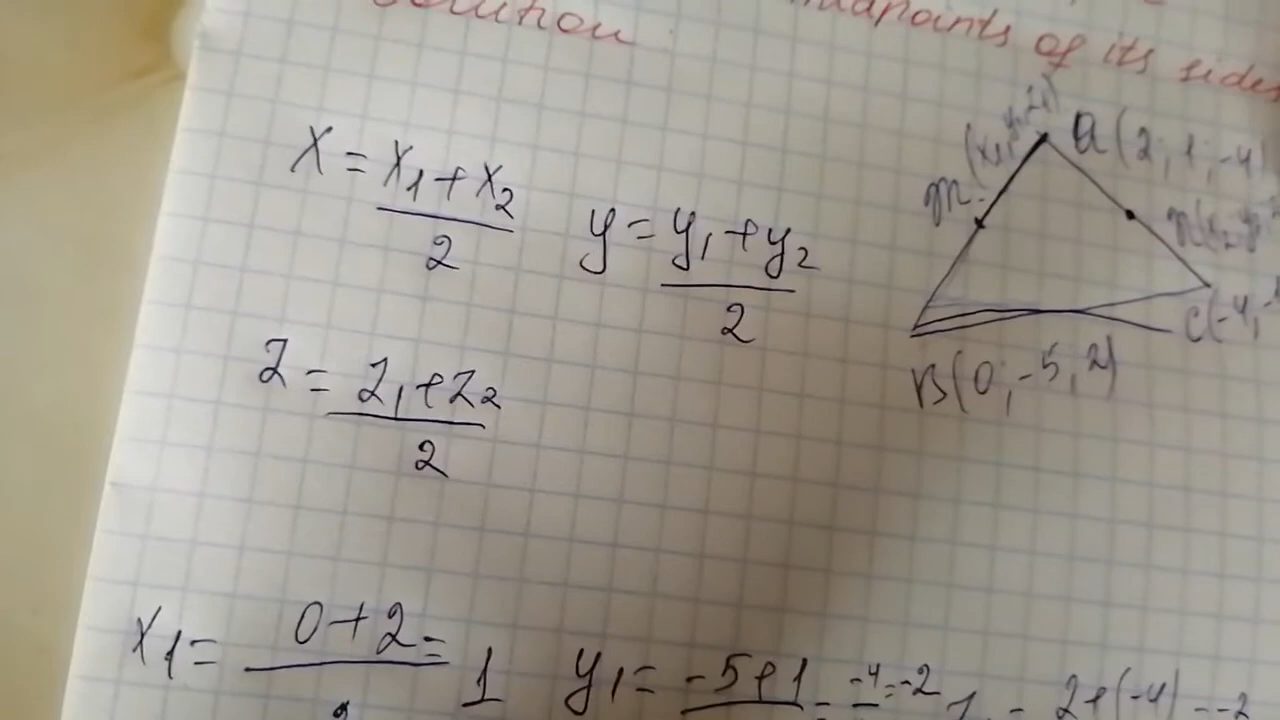 midpoints of its sides
Solution
(x₁, y₁, z₁) A(2, 1, -4)
x = x₁ + x₂ / 2 y = y₁ + y₂ / 2
M
C(-4,
B(0, -5, 2)
z = z₁ + z₂ / 2
x₁ = 0 + 2 = 1 y₁ = -5 + 1 = -4 = -2 2 + (-4) -2